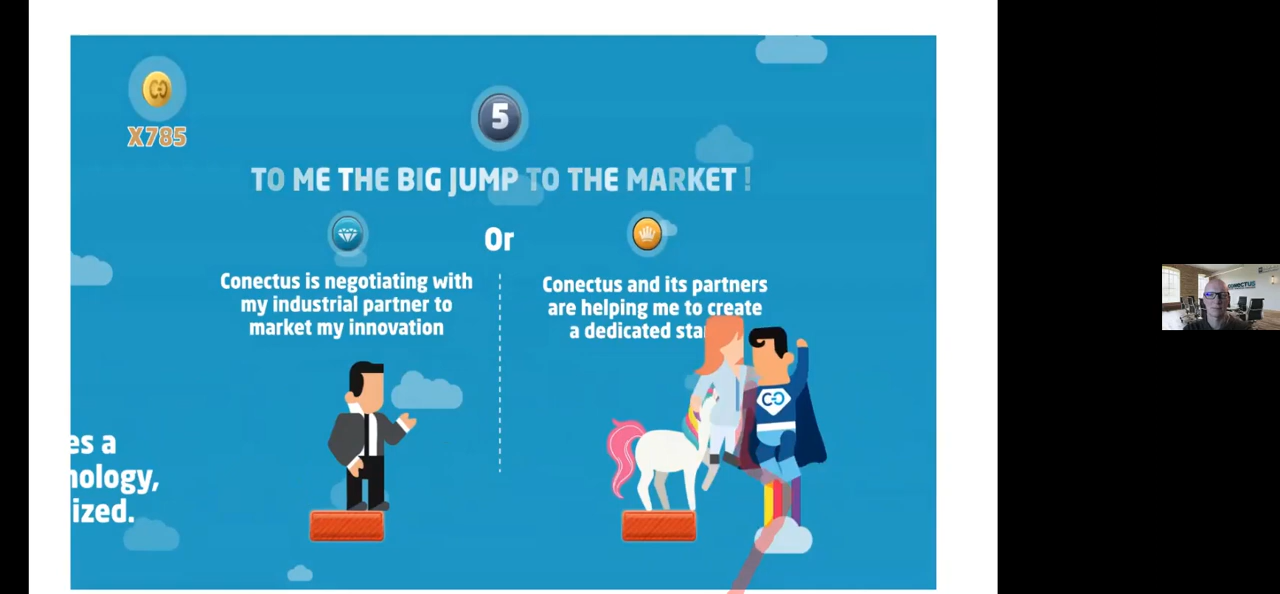 X785
5
TO ME THE BIG JUMP TO THE MARKET !
Or
Conectus is negotiating with
my industrial partner to
market my innovation
Conectus and its partners
are helping me to create
a dedicated
es a
nology,
ized.
CONECTUS